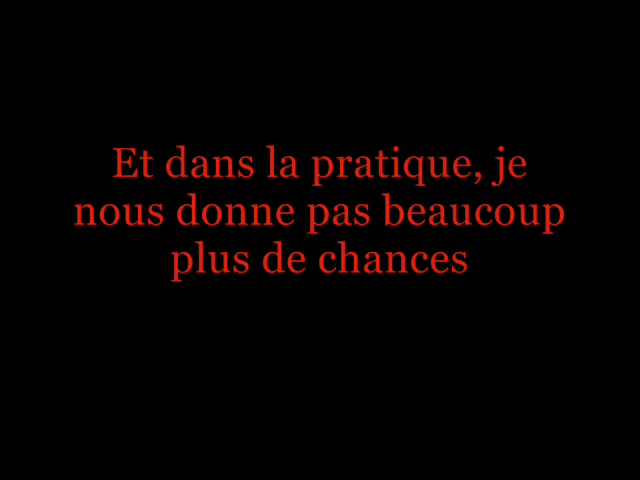 Et dans la pratique, je
nous donne pas beaucoup
plus de chances